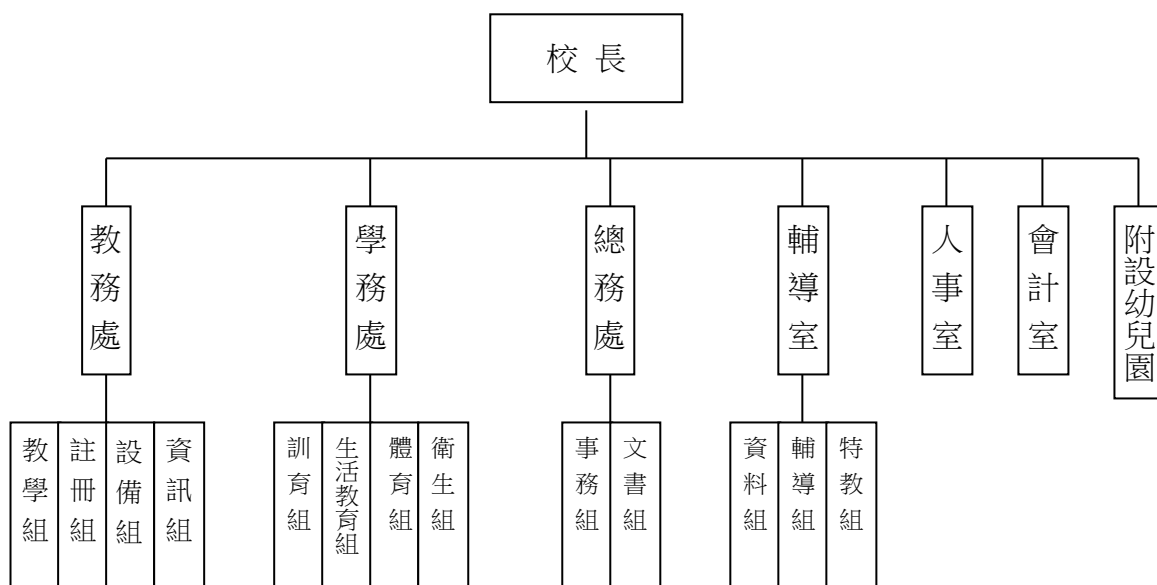 校長
教務處
學務處
總務處
輔導室
人事室
會計室
附設幼兒園
教學組
註冊組
設備組
資訊組
訓育組
生活教育組
體育組
衛生組
事務組
文書組
資料組
輔導組
特教組